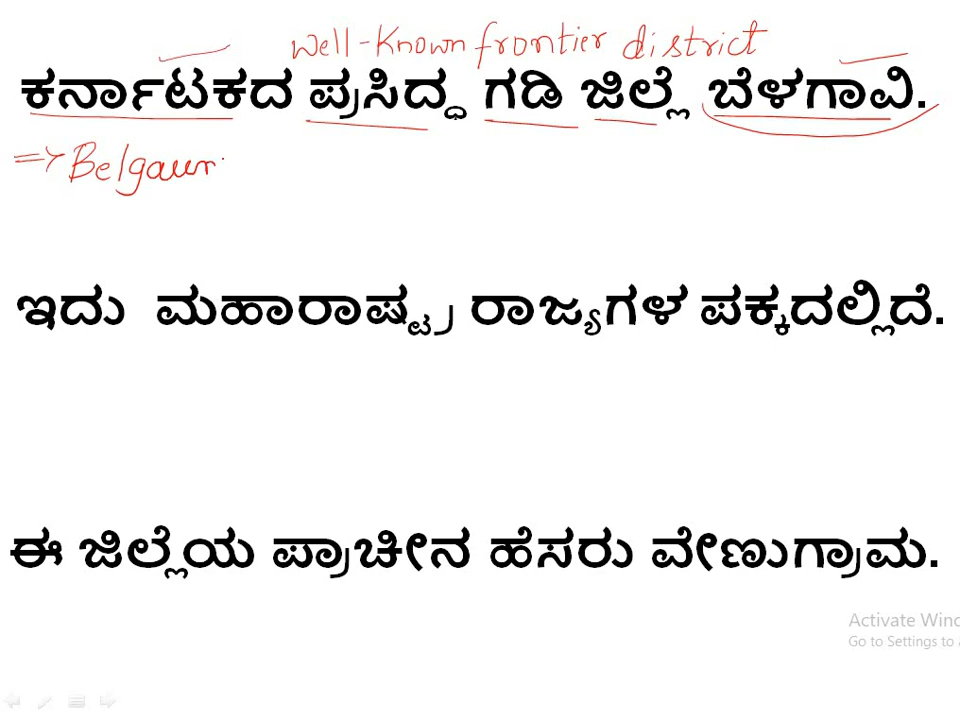 well-known frontier district
ಕರ್ನಾಟಕದ ಪ್ರಸಿದ್ಧ ಗಡಿ ಜಿಲ್ಲೆ ಬೆಳಗಾವಿ.
=> Belgaum
ಇದು ಮಹಾರಾಷ್ಟ್ರ ರಾಜ್ಯಗಳ ಪಕ್ಕದಲ್ಲಿದೆ.
ಈ ಜಿಲ್ಲೆಯ ಪ್ರಾಚೀನ ಹೆಸರು ವೇಣುಗ್ರಾಮ.
Activate Wind
Go to Settings to